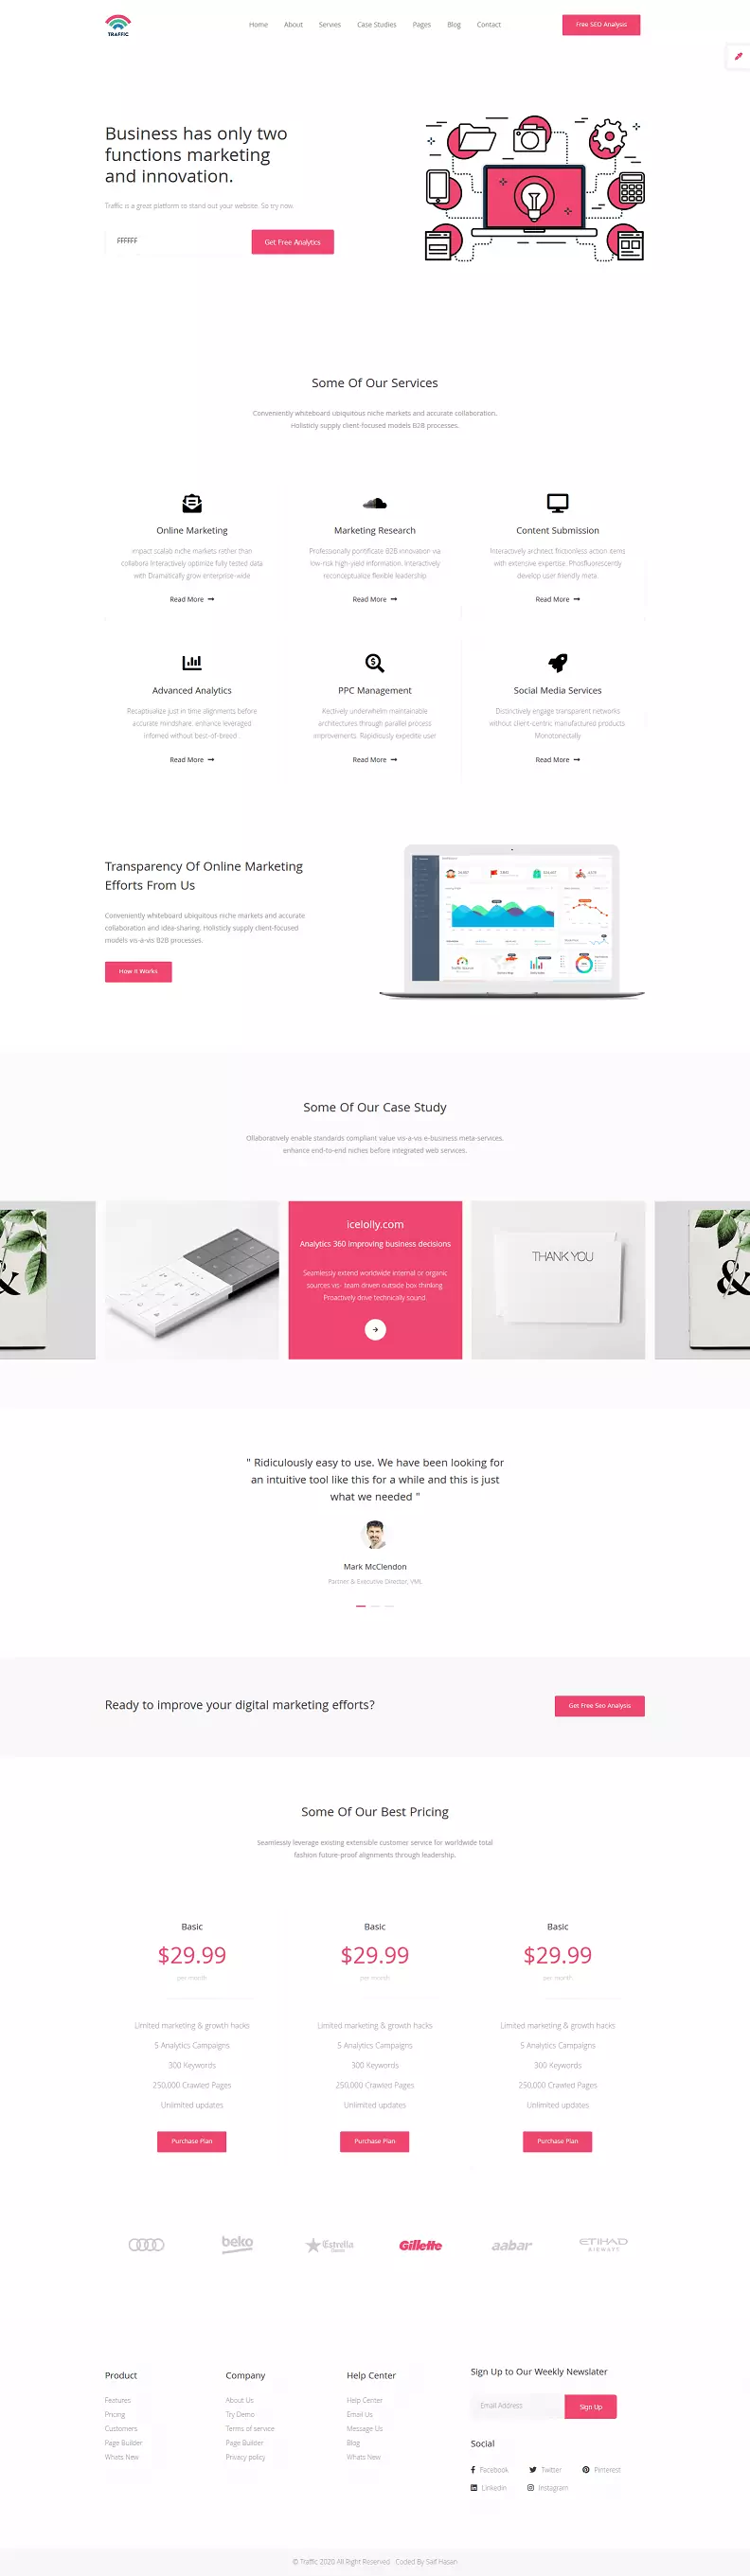 TRAFFIC
Home About Servies Case Studies Pages Blog Contact
Free SEO Analysis
Business has only two
functions marketing
and innovation.
Traffic is a great platform to stand out your website. So try now.
FFFFFF
Get Free Analytics
Some Of Our Services
Conveniently whiteboard ubiquitous niche markets and accurate collaboration.
Holisticly supply client-focused models B2B processes.
Online Marketing
impact scalab niche markets rather than
collabora Interactively optimize fully tested data
with Dramatically grow enterprise-wide
Read More
Marketing Research
Professionally pontificate B2B innovation via
low-risk high-yield information. Interactively
reconceptualize flexible leadership
Read More
Content Submission
Interactively architect frictionless action items
with extensive expertise. Phosfluorescently
develop user friendly meta
Read More
Advanced Analytics
Recaptiualize just in time alignments before
accurate mindshare. enhance leveraged
infomed without best-of-breed
Read More
PPC Management
Alectively underwhelm maintainable
architectures through parallel process
improvements. Rapidiously expedite user
Read More
Social Media Services
Distinctively engage transparent networks
without client-centric manufactured products
Monotonectally
Read More
Transparency Of Online Marketing
Efforts From Us
Conveniently whiteboard ubiquitous niche markets and accurate
collaboration and idea-sharing. Holisticly supply client-focused
models vis-a-vis B2B processes.
How It Works
Some Of Our Case Study
Ollaboratively enable standards compliant value vis-a-vis e-business meta-services.
enhance end-to-end niches before integrated web services.
&
icelolly.com
Analytics 360 improving business decisions
Seamlessly extend worldwide internal or organic
sources vis- team driven outside box thinking.
Proactively drive technically sound.
THANK YOU
&
" Ridiculously easy to use. We have been looking for
an intuitive tool like this for a while and this is just
what we needed "
Mark McClendon
Partner & Executive Director, VML
Ready to improve your digital marketing efforts?
Get Free Seo Analysis
Some Of Our Best Pricing
Seamlessly leverage existing extensible customer service for worldwide total
fashion future-proof alignments through leadership.
Basic
$29.99
per month
Limited marketing & growth hacks
5 Analytics Campaigns
300 Keywords
250,000 Crawled Pages
Unlimited updates
Purchase Plan
Basic
$29.99
per month
Limited marketing & growth hacks
5 Analytics Campaigns
300 Keywords
250,000 Crawled Pages
Unlimited updates
Purchase Plan
Basic
$29.99
per month
Limited marketing & growth hacks
5 Analytics Campaigns
300 Keywords
250,000 Crawled Pages
Unlimited updates
Purchase Plan
beko
Estrella
Gillette
aabar
ETIHAD
AIRWAYS
Product
Features
Pricing
Customers
Page Builder
Whats New
Company
About Us
Try Demo
Terms of service
Page Builder
Privacy policy
Help Center
Help Center
Email Us
Message Us
Blog
Whats New
Sign Up to Our Weekly Newslater
Email Address
Sign Up
Social
Facebook Twitter Pinterest
Linkedin Instagram
© Traffic 2020 All Right Reserved . Coded By Saif Hasan